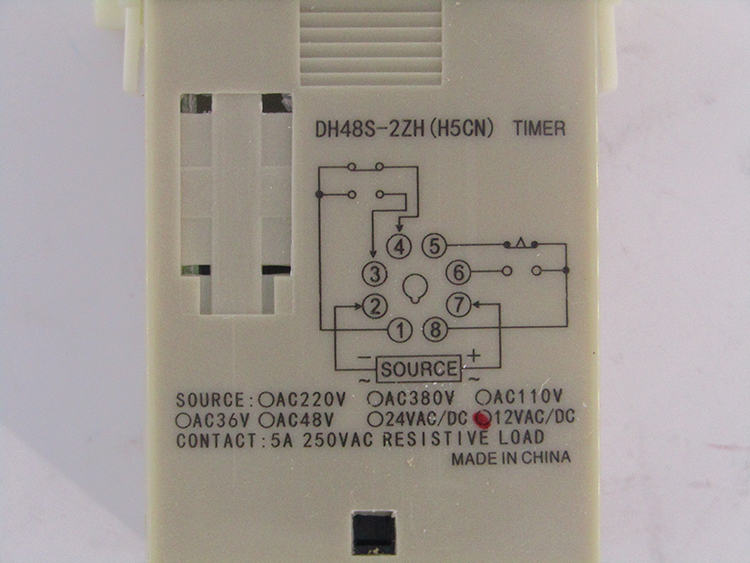 DH48S-2ZH(H5CN) TIMER
4 5
3 6
2 7
1 8
− SOURCE +
~ ~
SOURCE:○AC220V ○AC380V ○AC110V
○AC36V ○AC48V ○24VAC/DC ○12VAC/DC
CONTACT:5A 250VAC RESISTIVE LOAD
MADE IN CHINA